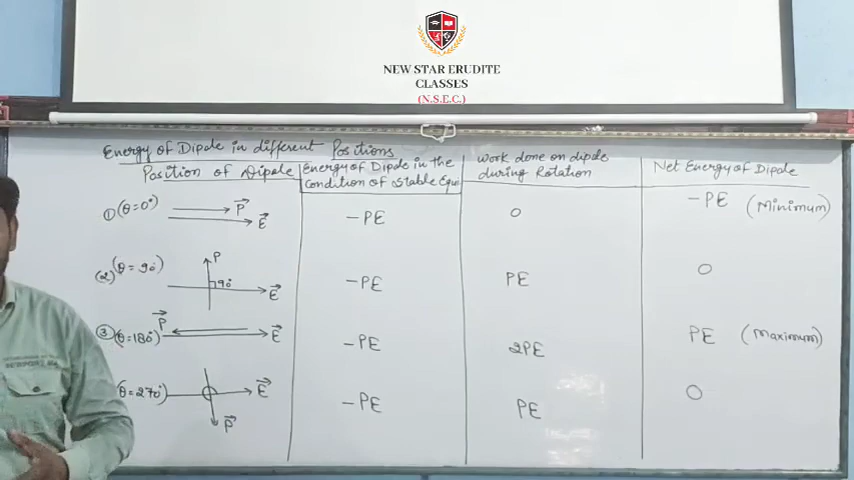 NEW STAR ERUDITE
CLASSES
(N.S.E.C.)
Energy of Dipole in different Positions
Position of Dipole
Energy of Dipole in the
Condition of Stable Equi
Work done on dipole
during Rotation
Net Energy of Dipole
① (θ=0°) P⃗ E⃗
-PE
0
-PE (Minimum)
(2) (θ=90°) P 90° E⃗
-PE
PE
0
③ (θ=180°) P⃗ E⃗
-PE
2PE
PE (Maximum)
(θ=270°) E⃗ P⃗
-PE
PE
0